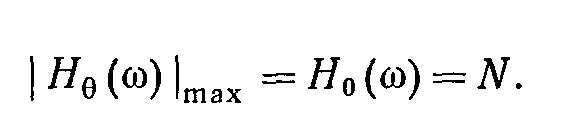 |H_θ(ω)|_max = H_0(ω) = N.